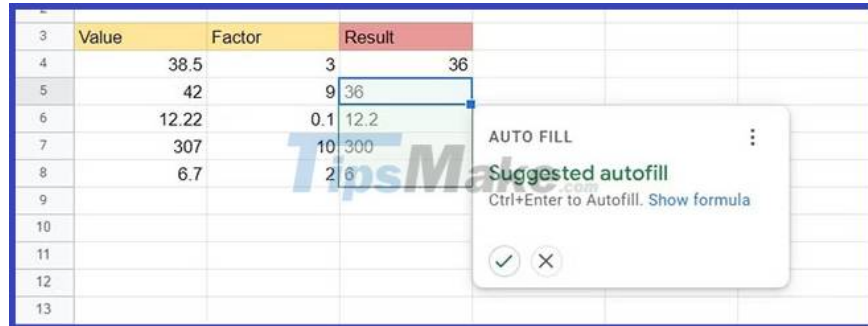 3 Value Factor Result
4 38.5 3 36
5 42 9 36
6 12.22 0.1 12.2
7 307 10 300
8 6.7 2 6
9
10
11
12
13
AUTO FILL
Suggested autofill
Ctrl+Enter to Autofill. Show formula
TipsMake.com